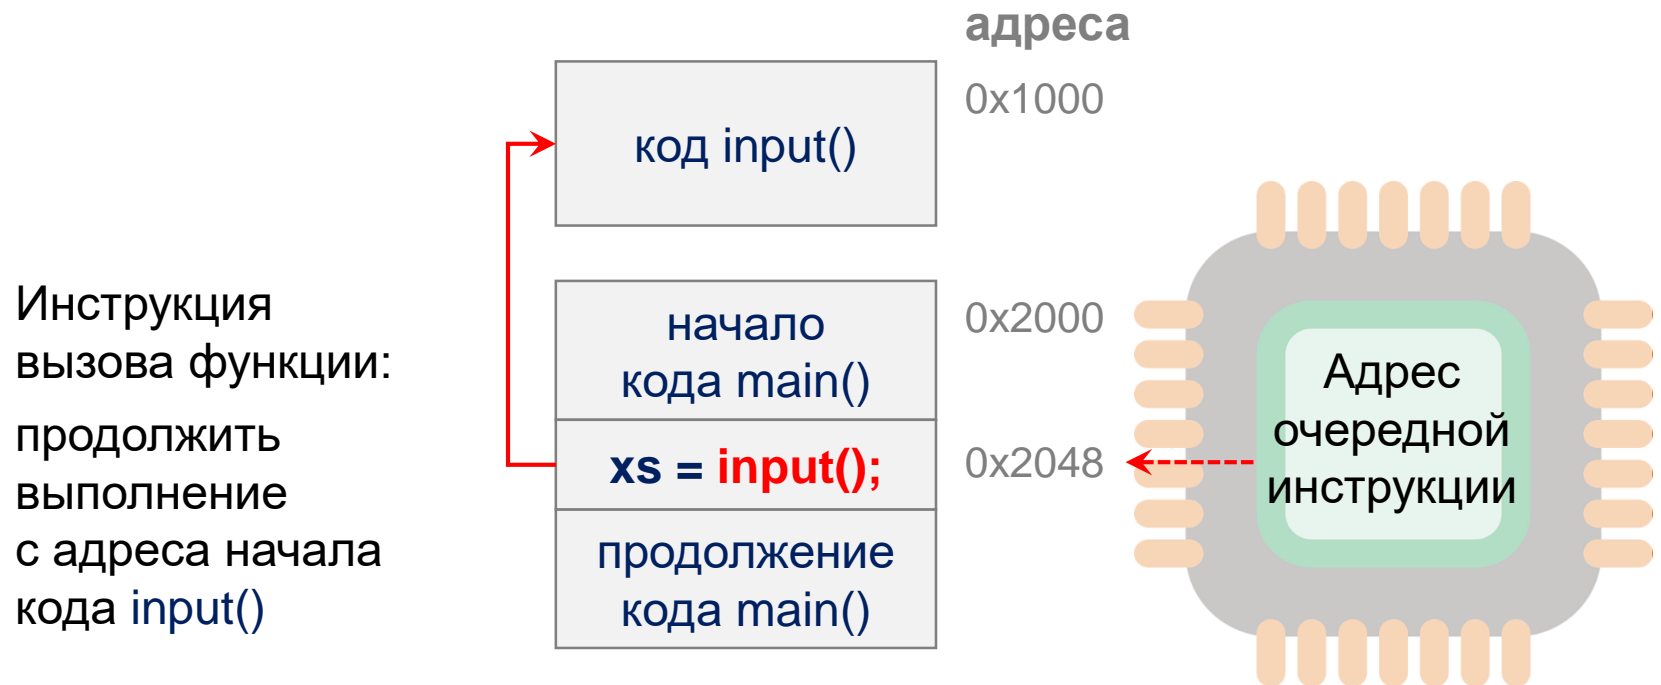 адреса
0x1000
код input()
Инструкция
вызова функции:
продолжить
выполнение
с адреса начала
кода input()
начало
кода main()
0x2000
xs = input();
0x2048
продолжение
кода main()
Адрес
очередной
инструкции